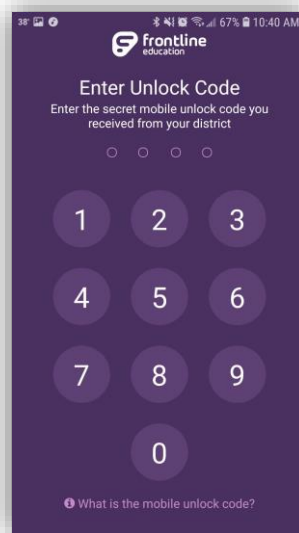 38° 67% 10:40 AM
frontline
education
Enter Unlock Code
Enter the secret mobile unlock code you
received from your district
1 2 3
4 5 6
7 8 9
0
What is the mobile unlock code?